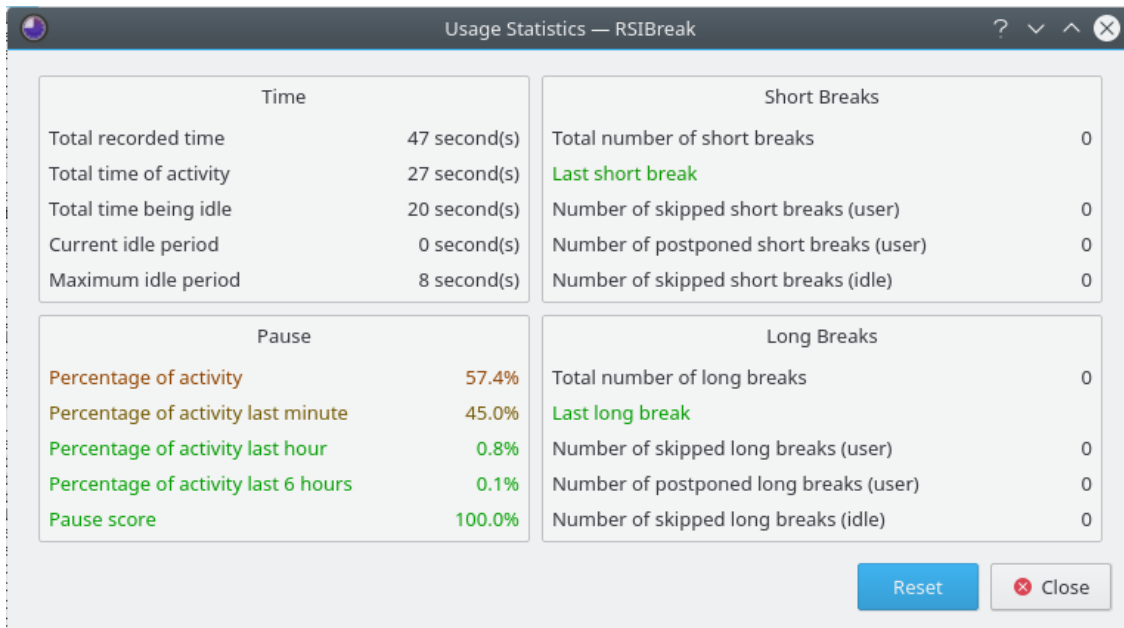 Usage Statistics — RSIBreak
Time
Total recorded time 47 second(s)
Total time of activity 27 second(s)
Total time being idle 20 second(s)
Current idle period 0 second(s)
Maximum idle period 8 second(s)
Short Breaks
Total number of short breaks 0
Last short break
Number of skipped short breaks (user) 0
Number of postponed short breaks (user) 0
Number of skipped short breaks (idle) 0
Pause
Percentage of activity 57.4%
Percentage of activity last minute 45.0%
Percentage of activity last hour 0.8%
Percentage of activity last 6 hours 0.1%
Pause score 100.0%
Long Breaks
Total number of long breaks 0
Last long break
Number of skipped long breaks (user) 0
Number of postponed long breaks (user) 0
Number of skipped long breaks (idle) 0
Reset
Close